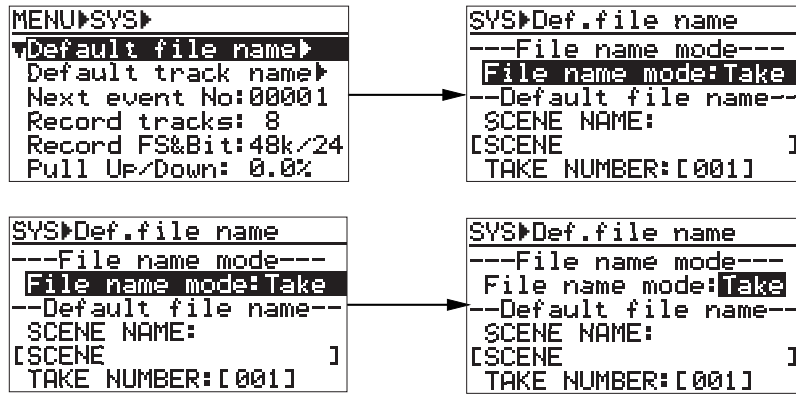 MENU▶SYS▶
▼Default file name▶
Default track name▶
Next event No:00001
Record tracks: 8
Record FS&Bit:48k/24
Pull Up/Down: 0.0%
SYS▶Def.file name
---File name mode---
File name mode:Take
--Default file name--
SCENE NAME:
[SCENE ]
TAKE NUMBER:[001]
SYS▶Def.file name
---File name mode---
File name mode:Take
--Default file name--
SCENE NAME:
[SCENE ]
TAKE NUMBER:[001]
SYS▶Def.file name
---File name mode---
File name mode:Take
--Default file name--
SCENE NAME:
[SCENE ]
TAKE NUMBER:[001]